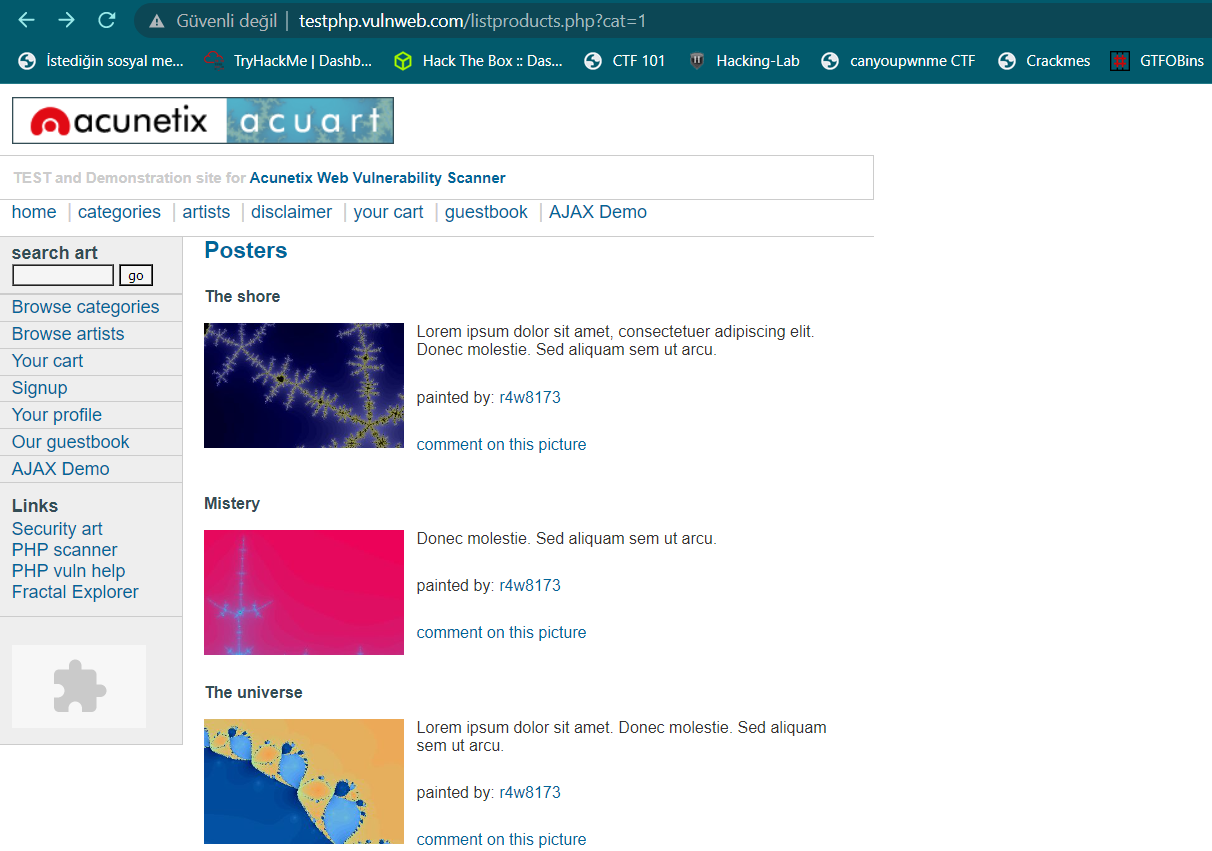 Güvenli değil | testphp.vulnweb.com/listproducts.php?cat=1
İstediğin sosyal me... TryHackMe | Dashb... Hack The Box :: Das... CTF 101 Hacking-Lab canyoupwnme CTF Crackmes GTFOBins
acunetix acuart
TEST and Demonstration site for Acunetix Web Vulnerability Scanner
home | categories | artists | disclaimer | your cart | guestbook | AJAX Demo
search art
go
Browse categories
Browse artists
Your cart
Signup
Your profile
Our guestbook
AJAX Demo
Links
Security art
PHP scanner
PHP vuln help
Fractal Explorer
Posters
The shore
Lorem ipsum dolor sit amet, consectetuer adipiscing elit.
Donec molestie. Sed aliquam sem ut arcu.
painted by: r4w8173
comment on this picture
Mistery
Donec molestie. Sed aliquam sem ut arcu.
painted by: r4w8173
comment on this picture
The universe
Lorem ipsum dolor sit amet. Donec molestie. Sed aliquam
sem ut arcu.
painted by: r4w8173
comment on this picture